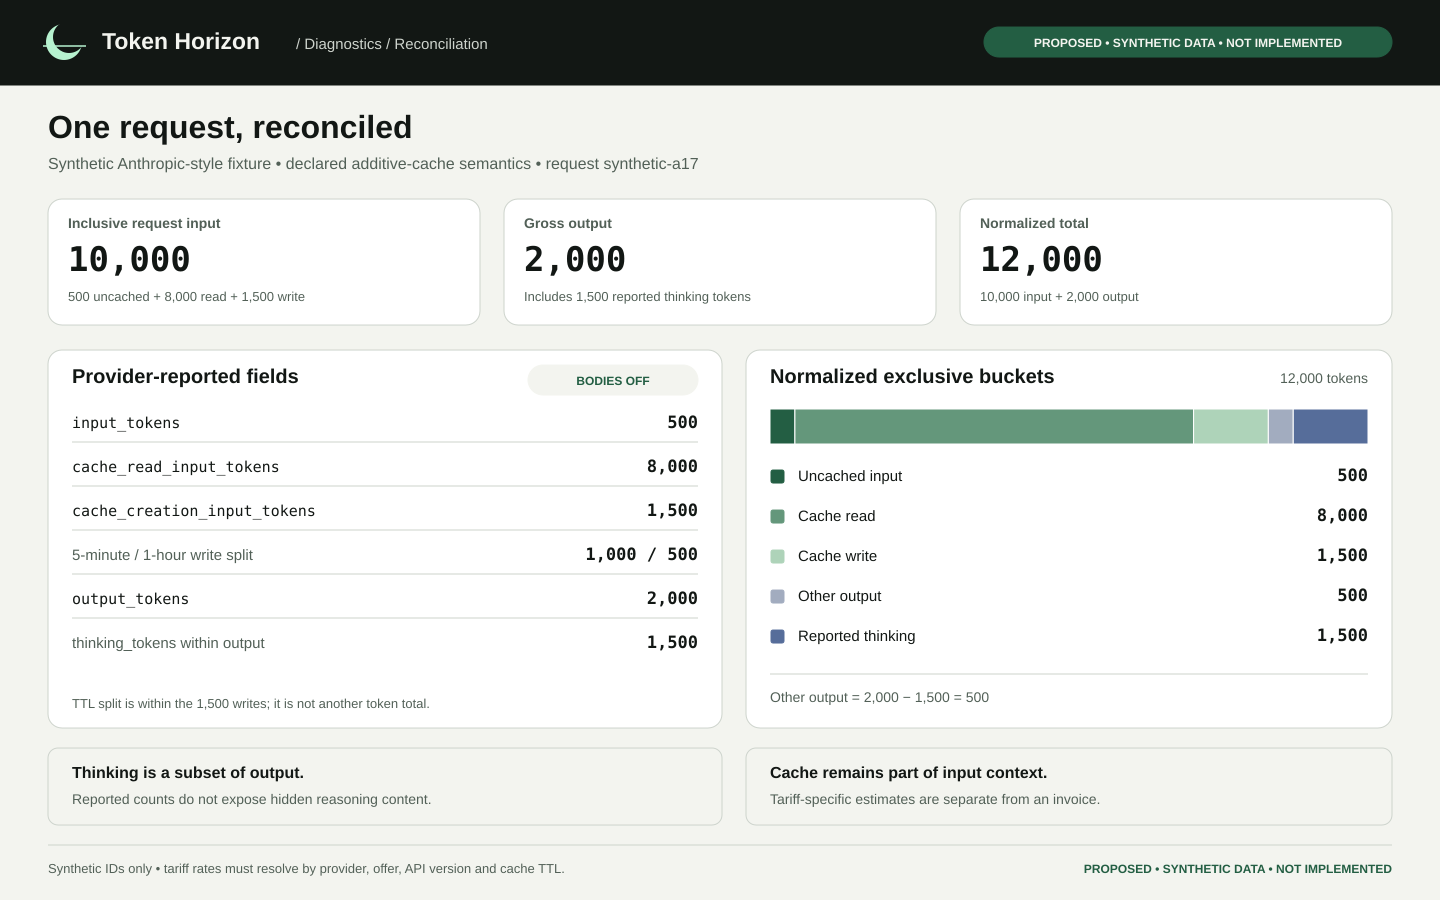 Token Horizon
/ Diagnostics / Reconciliation
PROPOSED • SYNTHETIC DATA • NOT IMPLEMENTED
One request, reconciled
Synthetic Anthropic-style fixture • declared additive-cache semantics • request synthetic-a17
Inclusive request input
10,000
500 uncached + 8,000 read + 1,500 write
Gross output
2,000
Includes 1,500 reported thinking tokens
Normalized total
12,000
10,000 input + 2,000 output
Provider-reported fields
BODIES OFF
input_tokens 500
cache_read_input_tokens 8,000
cache_creation_input_tokens 1,500
5-minute / 1-hour write split 1,000 / 500
output_tokens 2,000
thinking_tokens within output 1,500
TTL split is within the 1,500 writes; it is not another token total.
Normalized exclusive buckets
12,000 tokens
Uncached input 500
Cache read 8,000
Cache write 1,500
Other output 500
Reported thinking 1,500
Other output = 2,000 − 1,500 = 500
Thinking is a subset of output.
Reported counts do not expose hidden reasoning content.
Cache remains part of input context.
Tariff-specific estimates are separate from an invoice.
Synthetic IDs only • tariff rates must resolve by provider, offer, API version and cache TTL.
PROPOSED • SYNTHETIC DATA • NOT IMPLEMENTED